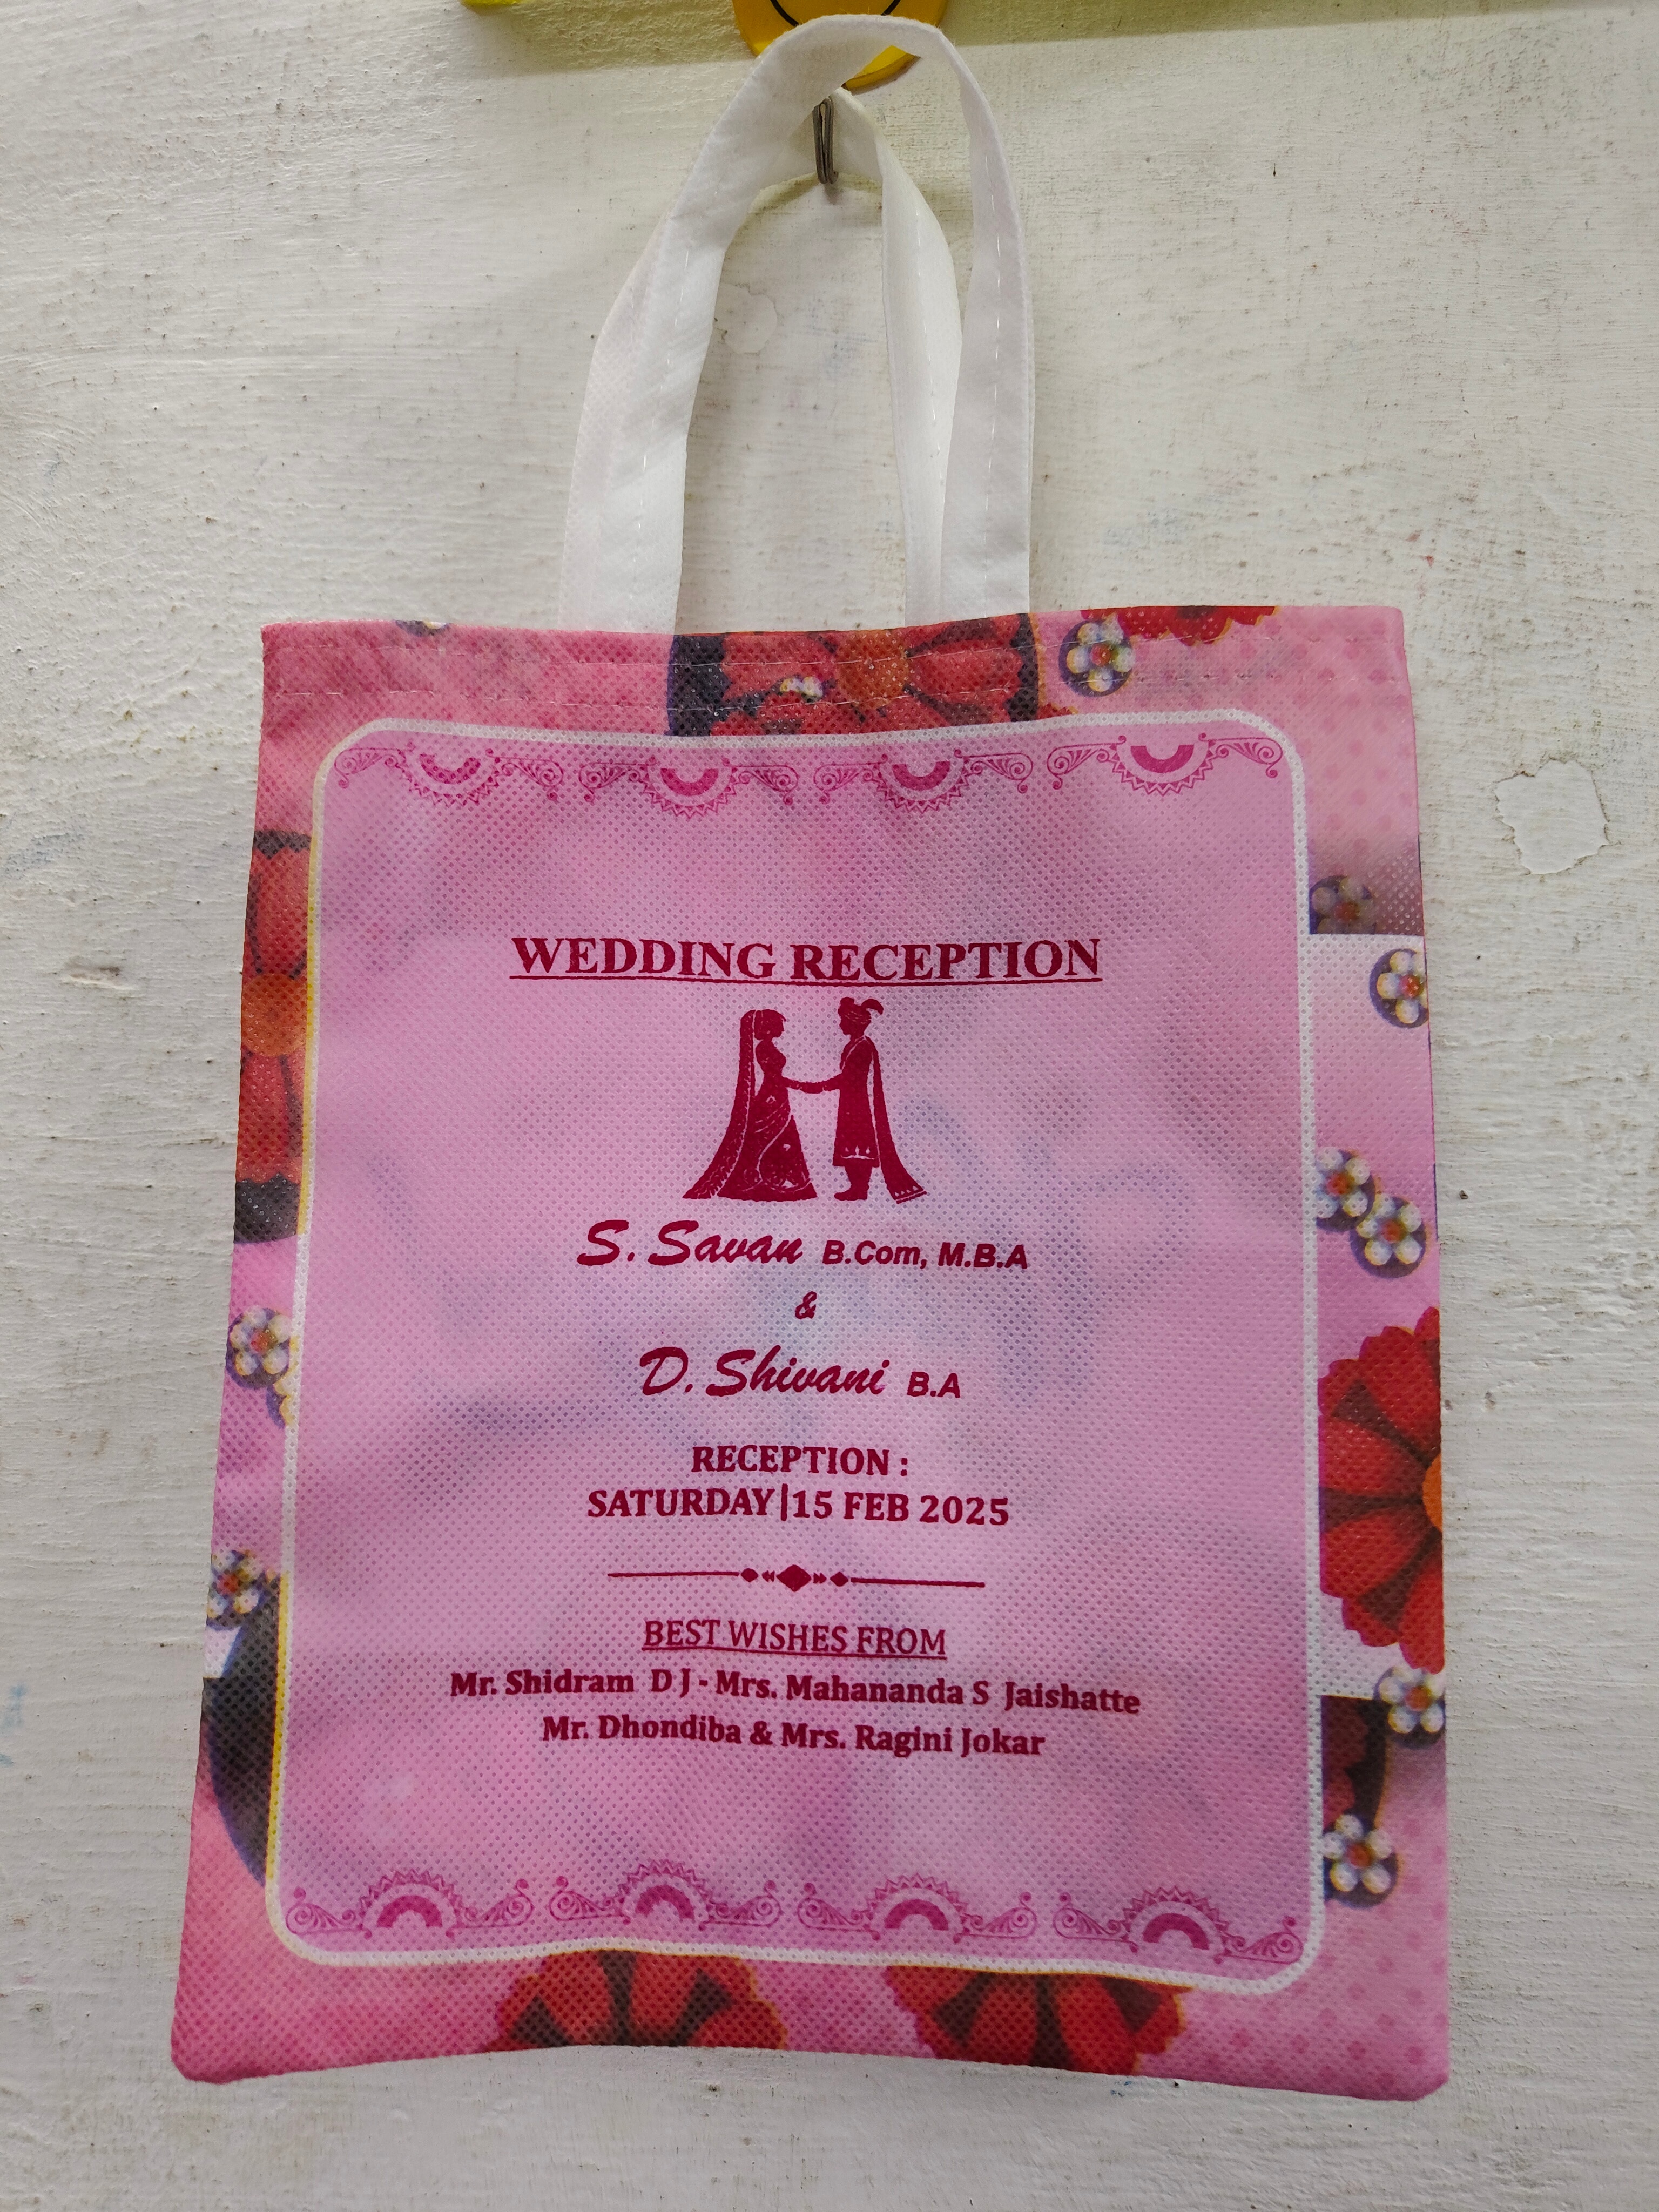 WEDDING RECEPTION
S. Savan B.Com, M.B.A
&
D. Shivani B.A
RECEPTION :
SATURDAY|15 FEB 2025
BEST WISHES FROM
Mr. Shidram D J - Mrs. Mahananda S Jaishatte
Mr. Dhondiba & Mrs. Ragini Jokar